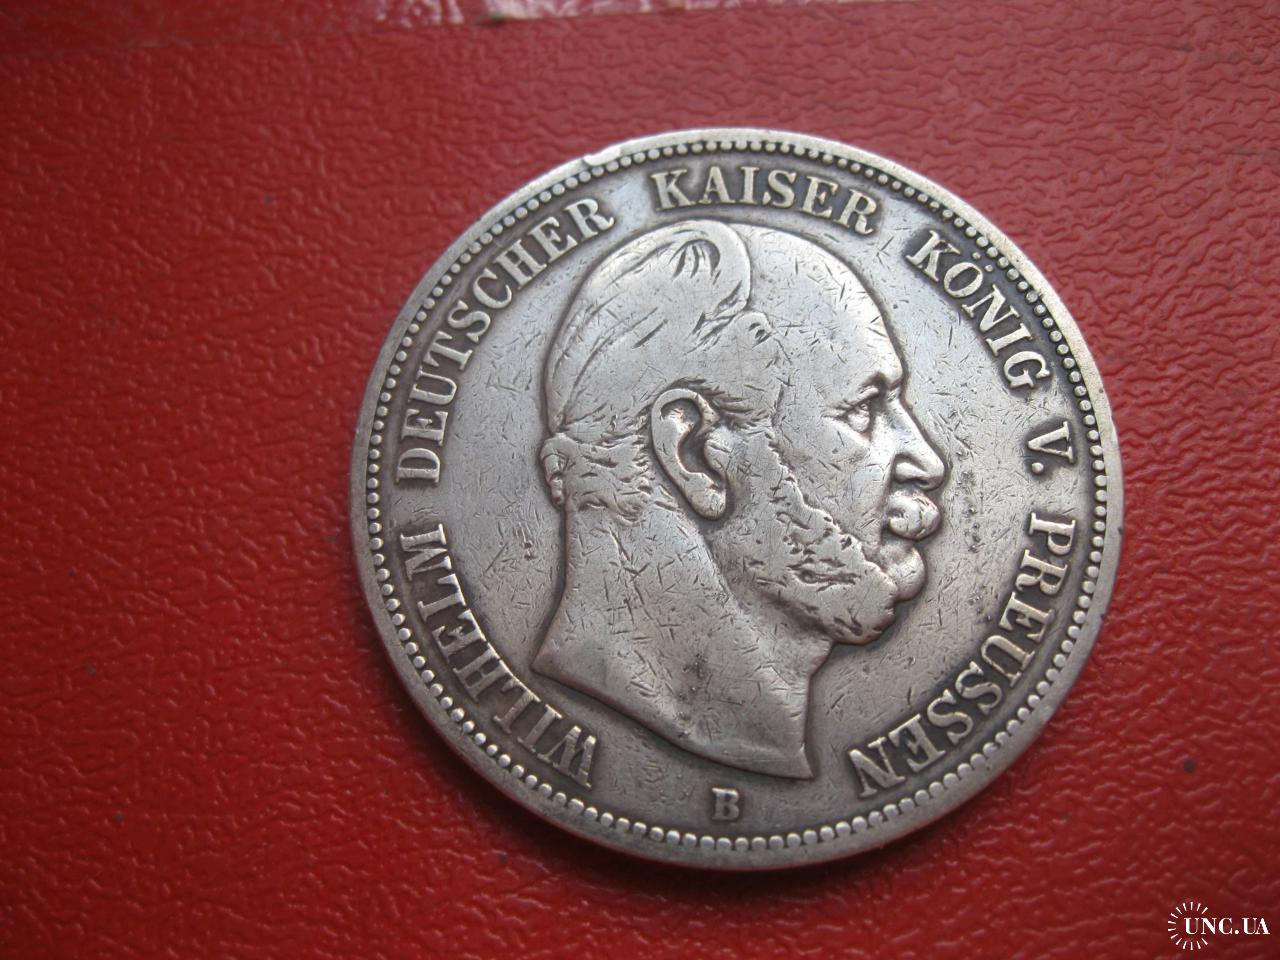 WILHELM DEUTSCHER KAISER KÖNIG V. PREUSSEN
B
UNC.UA